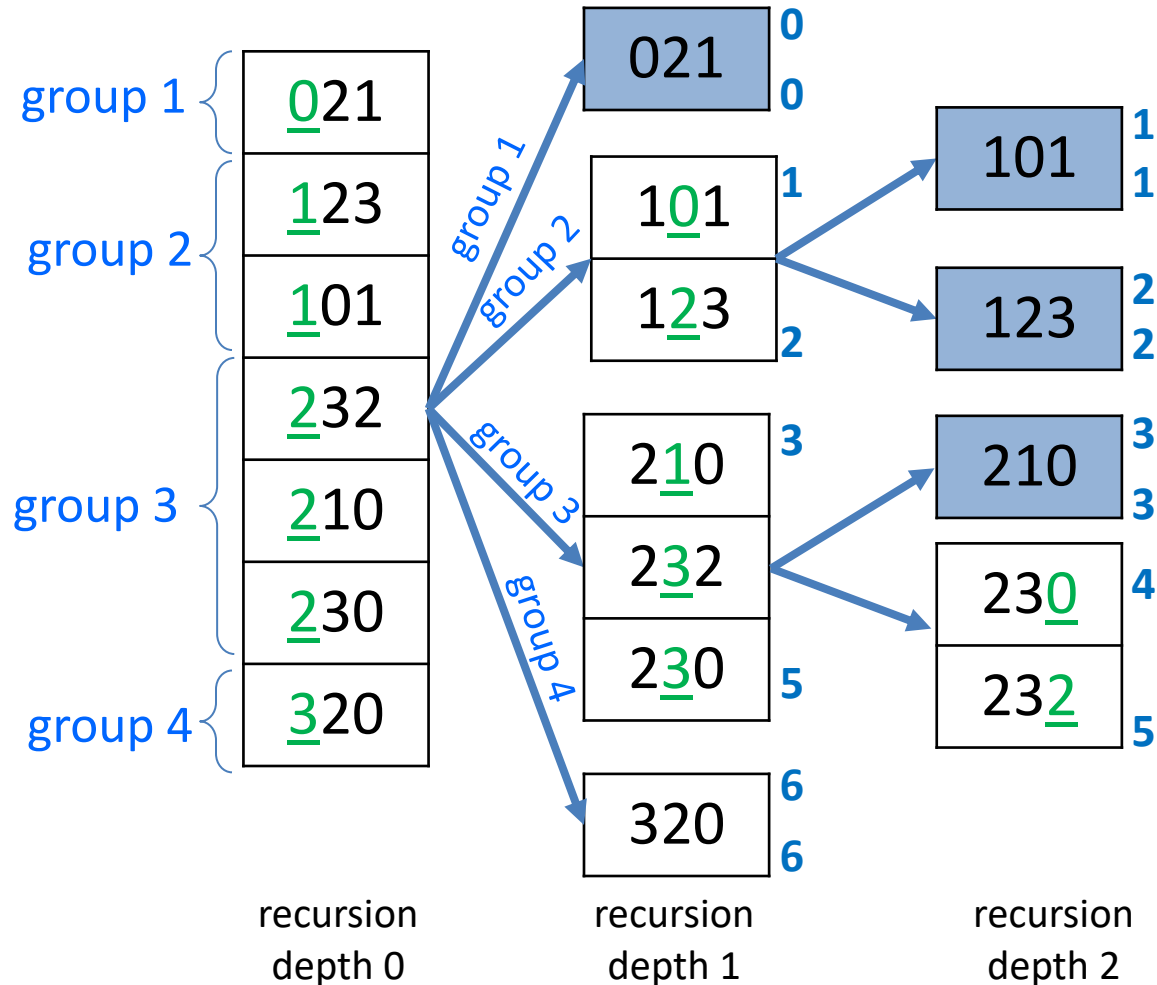 group 1
group 2
group 3
group 4
021
123
101
232
210
230
320
group 1
group 2
group 3
group 4
021
0
0
101
1
123
2
210
3
232
230
5
320
6
6
101
1
1
123
2
2
210
3
3
230
4
232
5
recursion
depth 0
recursion
depth 1
recursion
depth 2